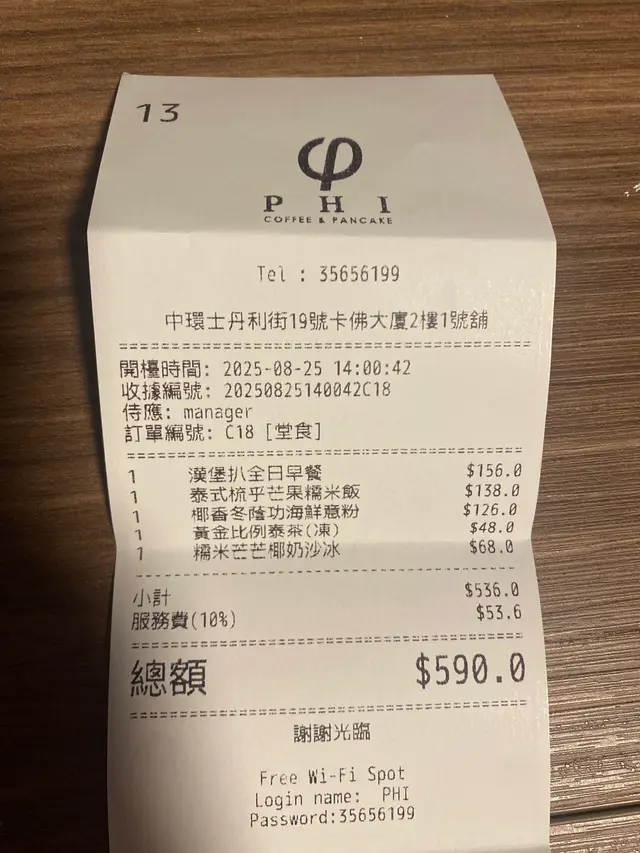 13
PHI
COFFEE & PANCAKE
Tel : 35656199
中環士丹利街19號卡佛大廈2樓1號舖
開檯時間: 2025-08-25 14:00:42
收據編號: 20250825140042C18
侍應: manager
訂單編號: C18 [堂食]
1 漢堡扒全日早餐 $156.0
1 泰式梳乎芒果糯米飯 $138.0
1 椰香冬蔭功海鮮意粉 $126.0
1 黃金比例泰茶(凍) $48.0
1 糯米芒芒椰奶沙冰 $68.0
小計 $536.0
服務費(10%) $53.6
總額 $590.0
謝謝光臨
Free Wi-Fi Spot
Login name: PHI
Password:35656199